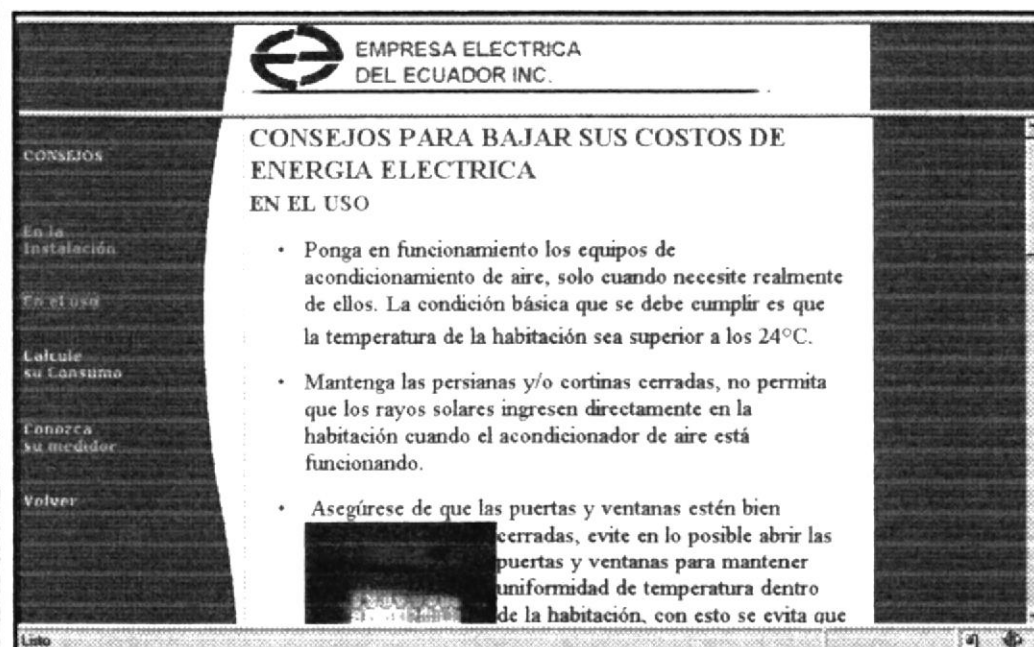 EMPRESA ELECTRICA
DEL ECUADOR INC.
CONSEJOS
En la
Instalación
En el uso
Calcule
su Consumo
Conozca
su medidor
Volver
CONSEJOS PARA BAJAR SUS COSTOS DE
ENERGIA ELECTRICA
EN EL USO
• Ponga en funcionamiento los equipos de
acondicionamiento de aire, solo cuando necesite realmente
de ellos. La condición básica que se debe cumplir es que
la temperatura de la habitación sea superior a los 24°C.
• Mantenga las persianas y/o cortinas cerradas, no permita
que los rayos solares ingresen directamente en la
habitación cuando el acondicionador de aire está
funcionando.
• Asegúrese de que las puertas y ventanas estén bien
cerradas, evite en lo posible abrir las
puertas y ventanas para mantener
uniformidad de temperatura dentro
de la habitación, con esto se evita que
Listo